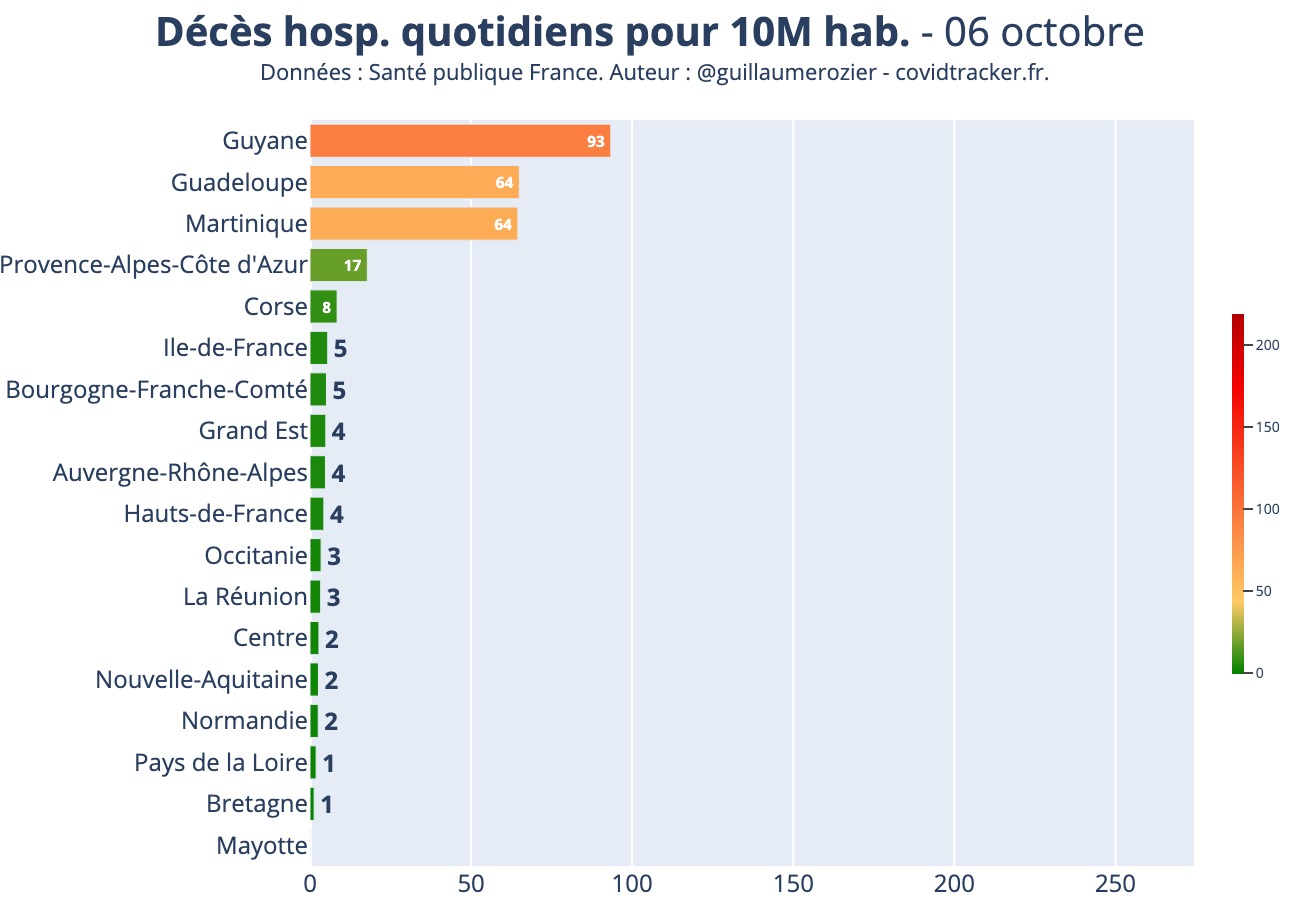 Décès hosp. quotidiens pour 10M hab. - 06 octobre
Données : Santé publique France. Auteur : @guillaumerozier - covidtracker.fr.
Guyane 93
Guadeloupe 64
Martinique 64
Provence-Alpes-Côte d'Azur 17
Corse 8
Ile-de-France 5
Bourgogne-Franche-Comté 5
Grand Est 4
Auvergne-Rhône-Alpes 4
Hauts-de-France 4
Occitanie 3
La Réunion 3
Centre 2
Nouvelle-Aquitaine 2
Normandie 2
Pays de la Loire 1
Bretagne 1
Mayotte
0 50 100 150 200 250
200
150
100
50
0